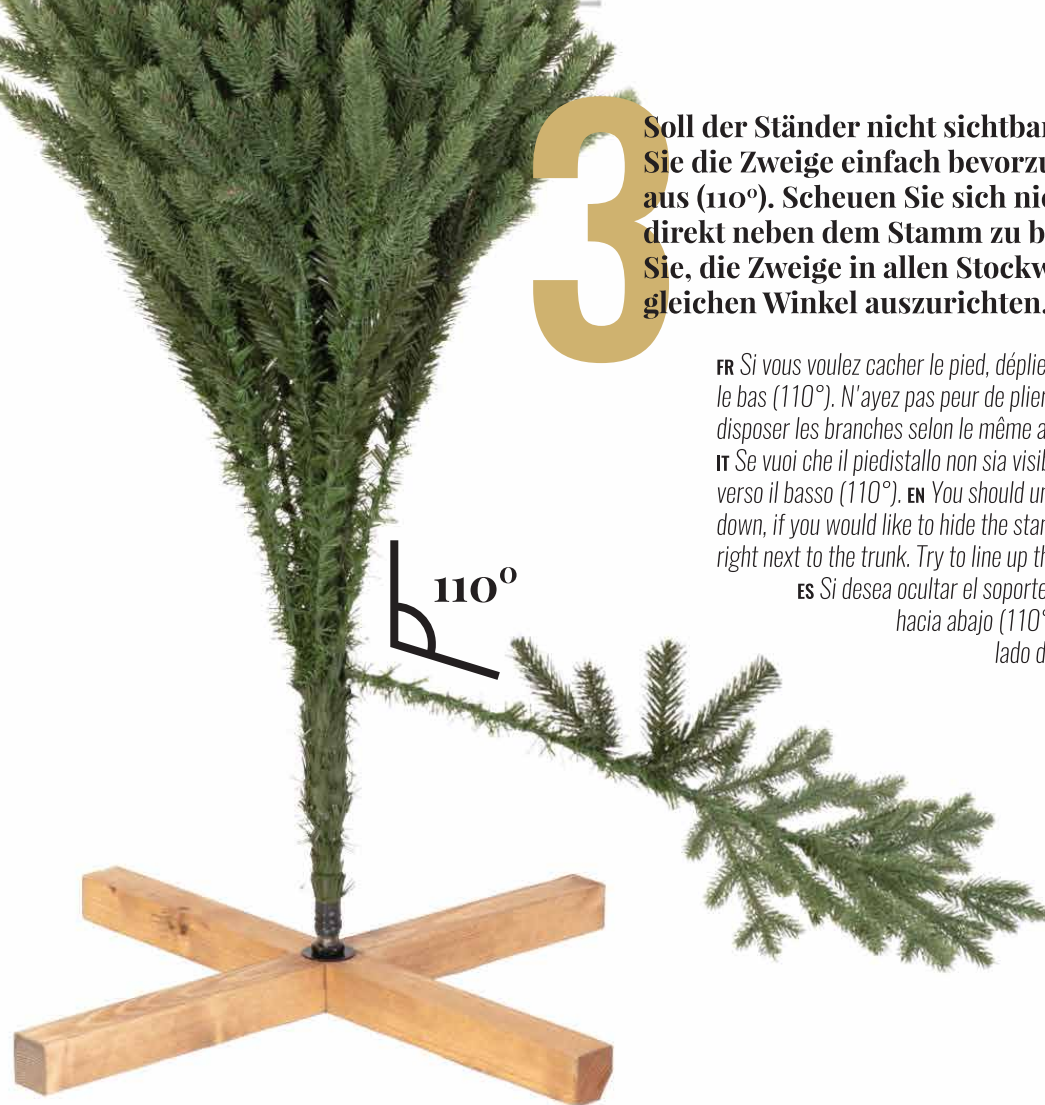 3
Soll der Ständer nicht sichtbar
Sie die Zweige einfach bevorzu
aus (110º). Scheuen Sie sich nic
direkt neben dem Stamm zu b
Sie, die Zweige in allen Stockw
gleichen Winkel auszurichten.
FR Si vous voulez cacher le pied, déplie
le bas (110°). N'ayez pas peur de plier
disposer les branches selon le même a
IT Se vuoi che il piedistallo non sia visib
verso il basso (110°). EN You should un
down, if you would like to hide the stan
right next to the trunk. Try to line up th
ES Si desea ocultar el soporte
hacia abajo (110°
lado d
110º